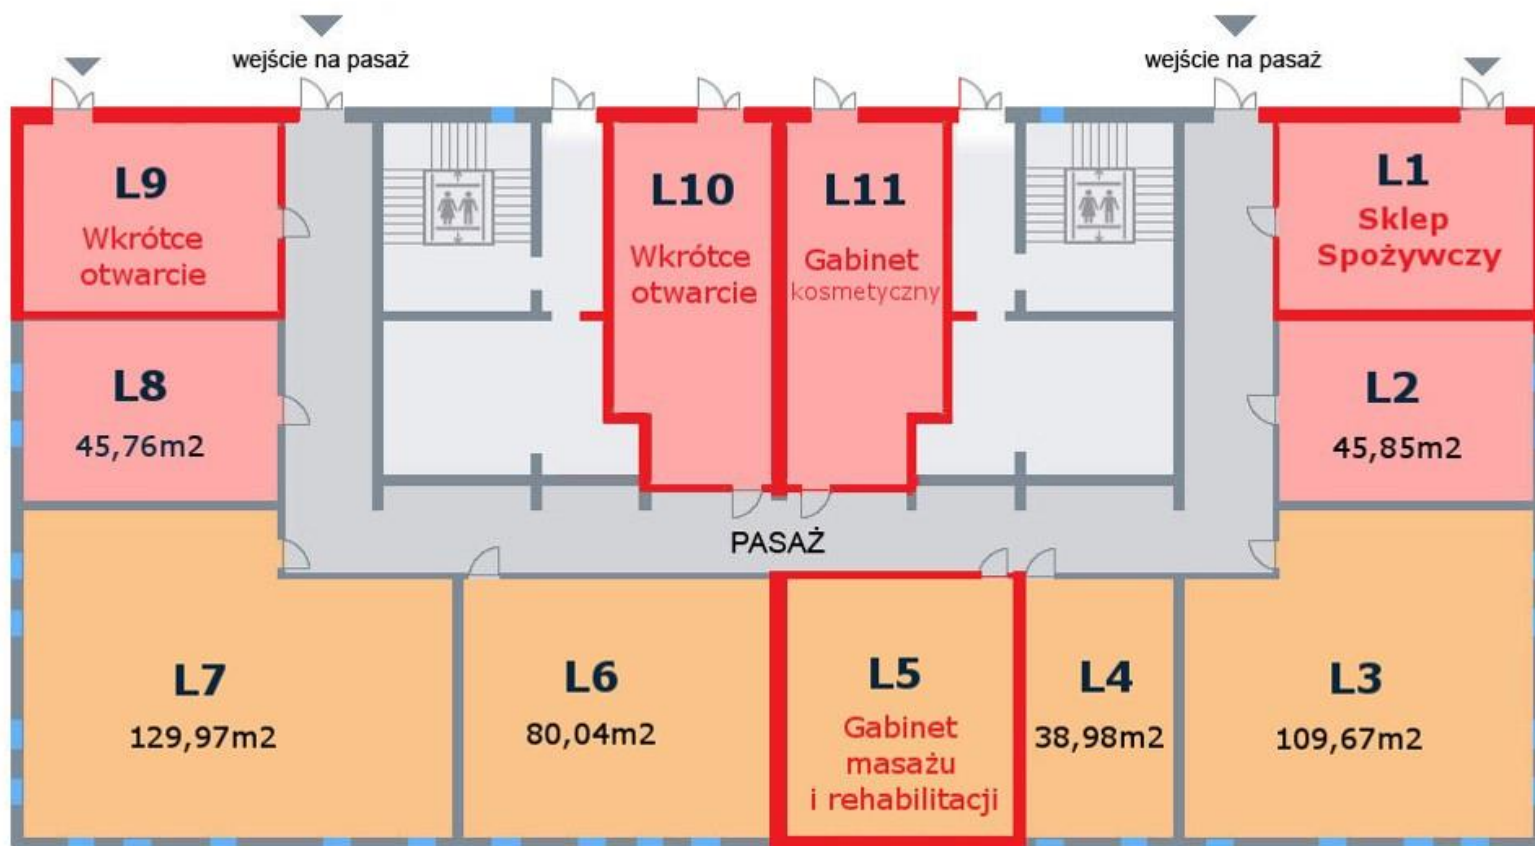 wejście na pasaż
wejście na pasaż
L9
Wkrótce
otwarcie
L10
Wkrótce
otwarcie
L11
Gabinet
kosmetyczny
L1
Sklep
Spożywczy
L8
45,76m2
L2
45,85m2
PASAŻ
L7
129,97m2
L6
80,04m2
L5
Gabinet
masażu
i rehabilitacji
L4
38,98m2
L3
109,67m2